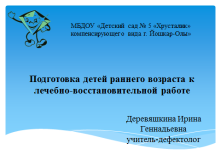 МБДОУ «Детский сад № 5 «Хрусталик»
компенсирующего вида г. Йошкар-Олы»
Подготовка детей раннего возраста к
лечебно-восстановительной работе
Деревяшкина Ирина
Геннадьевна
учитель-дефектолог